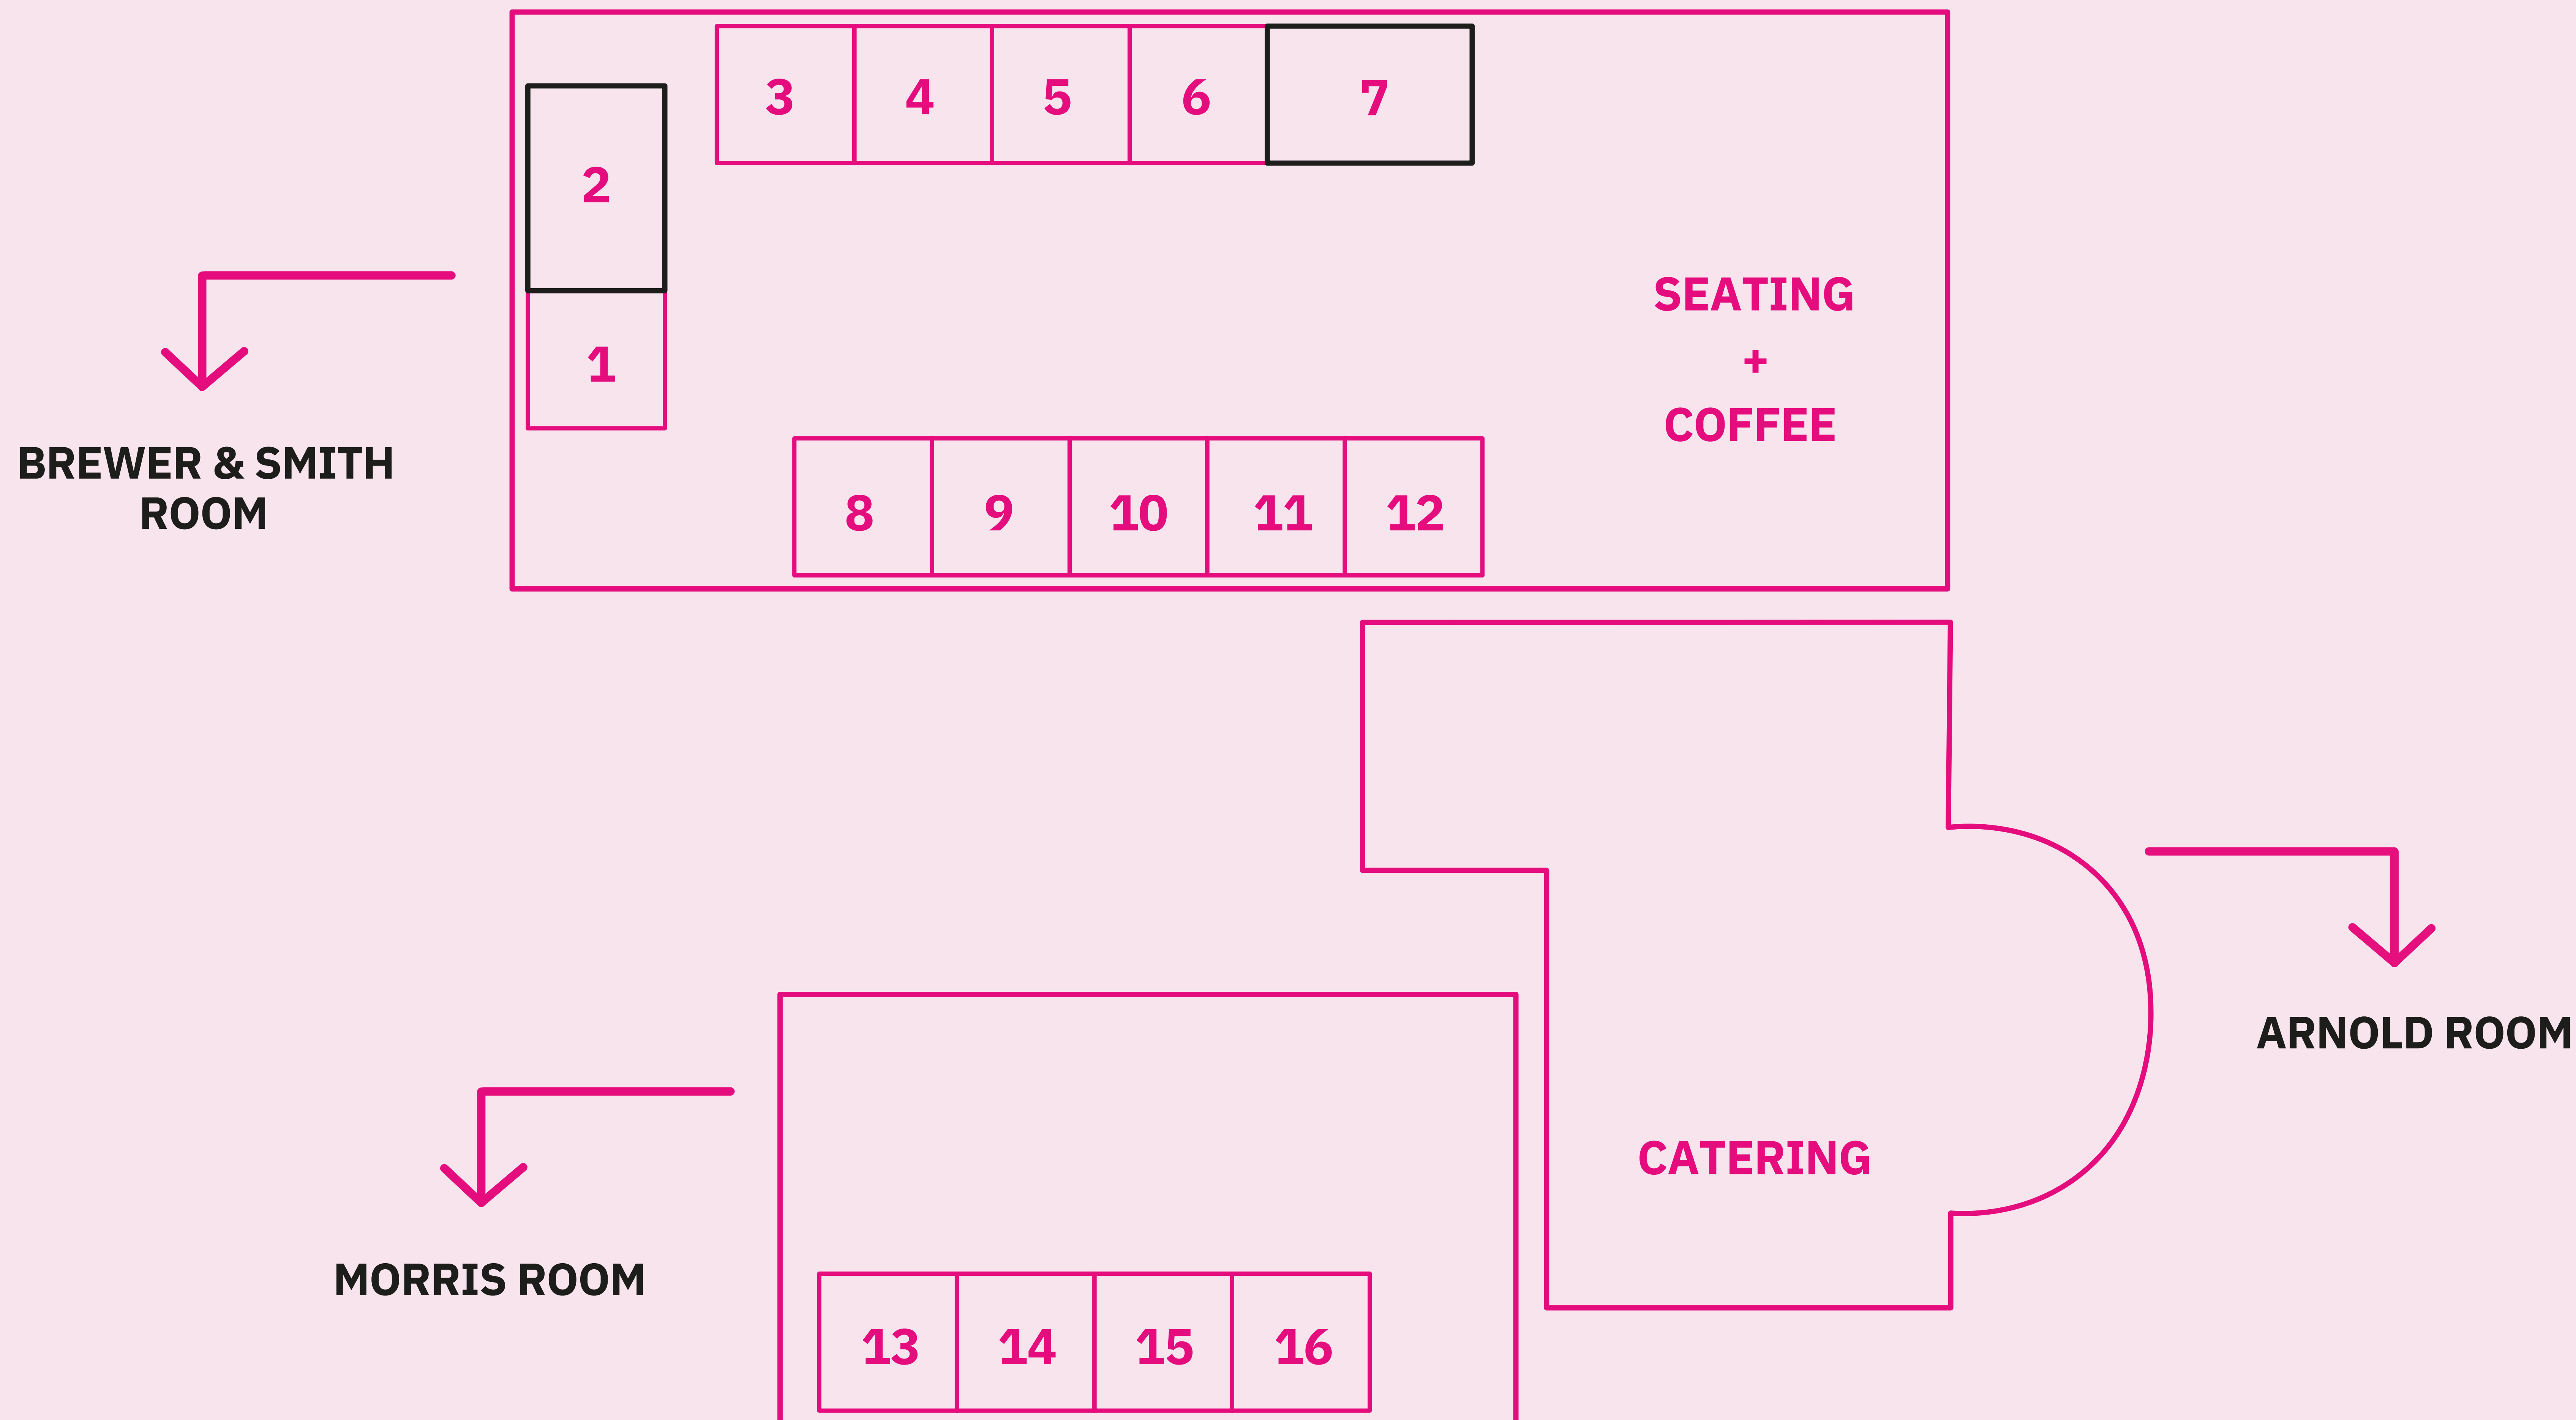 3 4 5 6 7
2
1
SEATING
+
COFFEE
BREWER & SMITH
ROOM
8 9 10 11 12
ARNOLD ROOM
CATERING
MORRIS ROOM
13 14 15 16